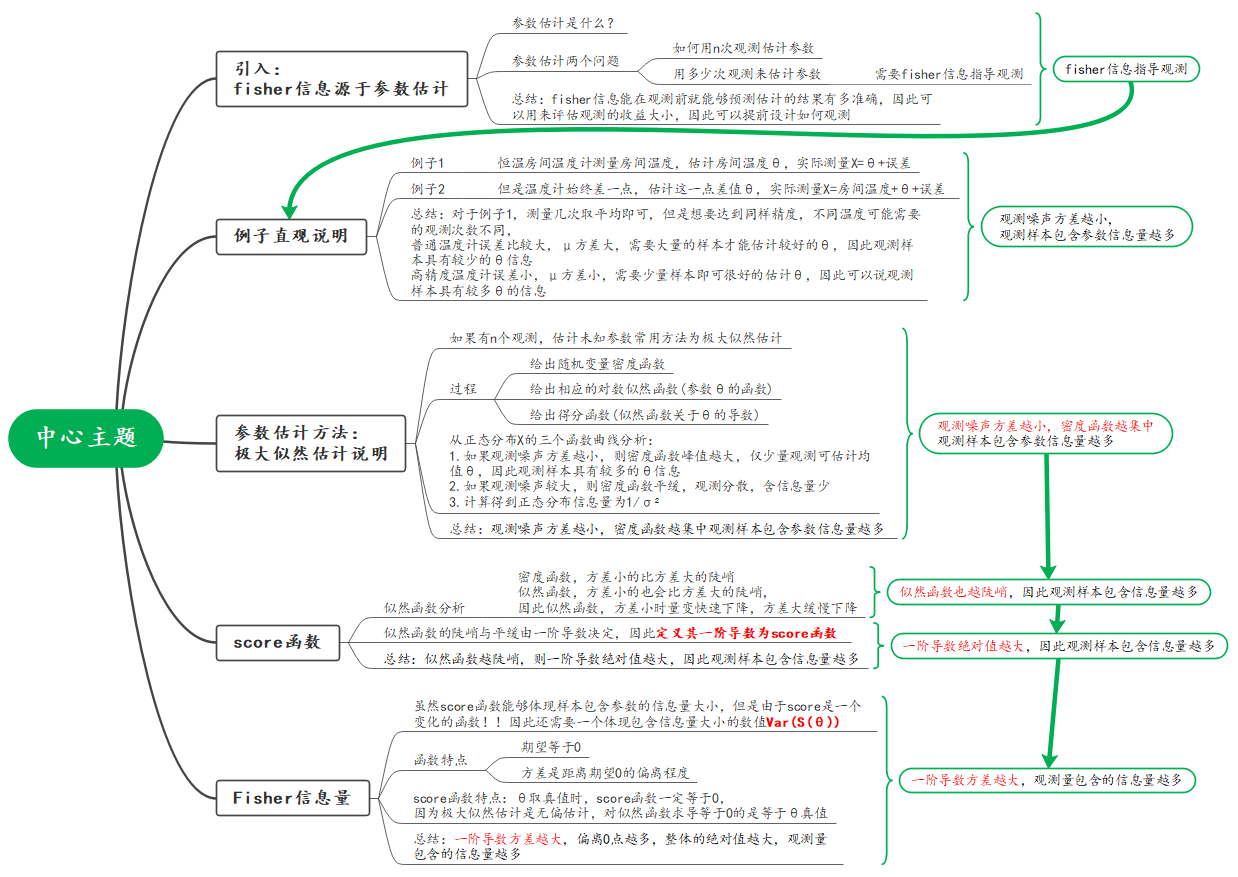 中心主题
引入：
fisher信息源于参数估计
参数估计是什么？
参数估计两个问题
如何用n次观测估计参数
用多少次观测来估计参数
需要fisher信息指导观测
总结：fisher信息能在观测前就能够预测估计的结果有多准确，因此可
以用来评估观测的收益大小，因此可以提前设计如何观测
fisher信息指导观测
例子直观说明
例子1
恒温房间温度计测量房间温度，估计房间温度θ，实际测量X=θ+误差
例子2
但是温度计始终差一点，估计这一点差值θ，实际测量X=房间温度+θ+误差
总结：对于例子1，测量几次取平均即可，但是想要达到同样精度，不同温度可能需要
的观测次数不同，
普通温度计误差比较大，μ方差大，需要大量的样本才能估计较好的θ，因此观测样
本具有较少的θ信息
高精度温度计误差小，μ方差小，需要少量样本即可很好的估计θ，因此可以说观测
样本具有较多θ的信息
观测噪声方差越小，
观测样本包含参数信息量越多
参数估计方法：
极大似然估计说明
如果有n个观测，估计未知参数常用方法为极大似然估计
过程
给出随机变量密度函数
给出相应的对数似然函数(参数θ的函数)
给出得分函数(似然函数关于θ的导数)
从正态分布X的三个函数曲线分析：
1.如果观测噪声方差越小，则密度函数峰值越大，仅少量观测可估计均
值θ，因此观测样本具有较多的θ信息
2.如果观测噪声较大，则密度函数平缓，观测分散，含信息量少
3.计算得到正态分布信息量为1/σ²
总结：观测噪声方差越小，密度函数越集中观测样本包含参数信息量越多
观测噪声方差越小，密度函数越集中
观测样本包含参数信息量越多
score函数
似然函数分析
密度函数，方差小的比方差大的陡峭
似然函数，方差小的也会比方差大的陡峭，
因此似然函数，方差小时量变快速下降，方差大缓慢下降
似然函数的陡峭与平缓由一阶导数决定，因此定义其一阶导数为score函数
总结：似然函数越陡峭，则一阶导数绝对值越大，因此观测样本包含信息量越多
似然函数也越陡峭，因此观测样本包含信息量越多
一阶导数绝对值越大，因此观测样本包含信息量越多
Fisher信息量
虽然score函数能够体现样本包含参数的信息量大小，但是由于score是一个
变化的函数！！因此还需要一个体现包含信息量大小的数值Var(S(θ))
函数特点
期望等于0
方差是距离期望0的偏离程度
score函数特点：θ取真值时，score函数一定等于0，
因为极大似然估计是无偏估计，对似然函数求导等于0的是等于θ真值
总结：一阶导数方差越大，偏离0点越多，整体的绝对值越大，观测量
包含的信息量越多
一阶导数方差越大，观测量包含的信息量越多